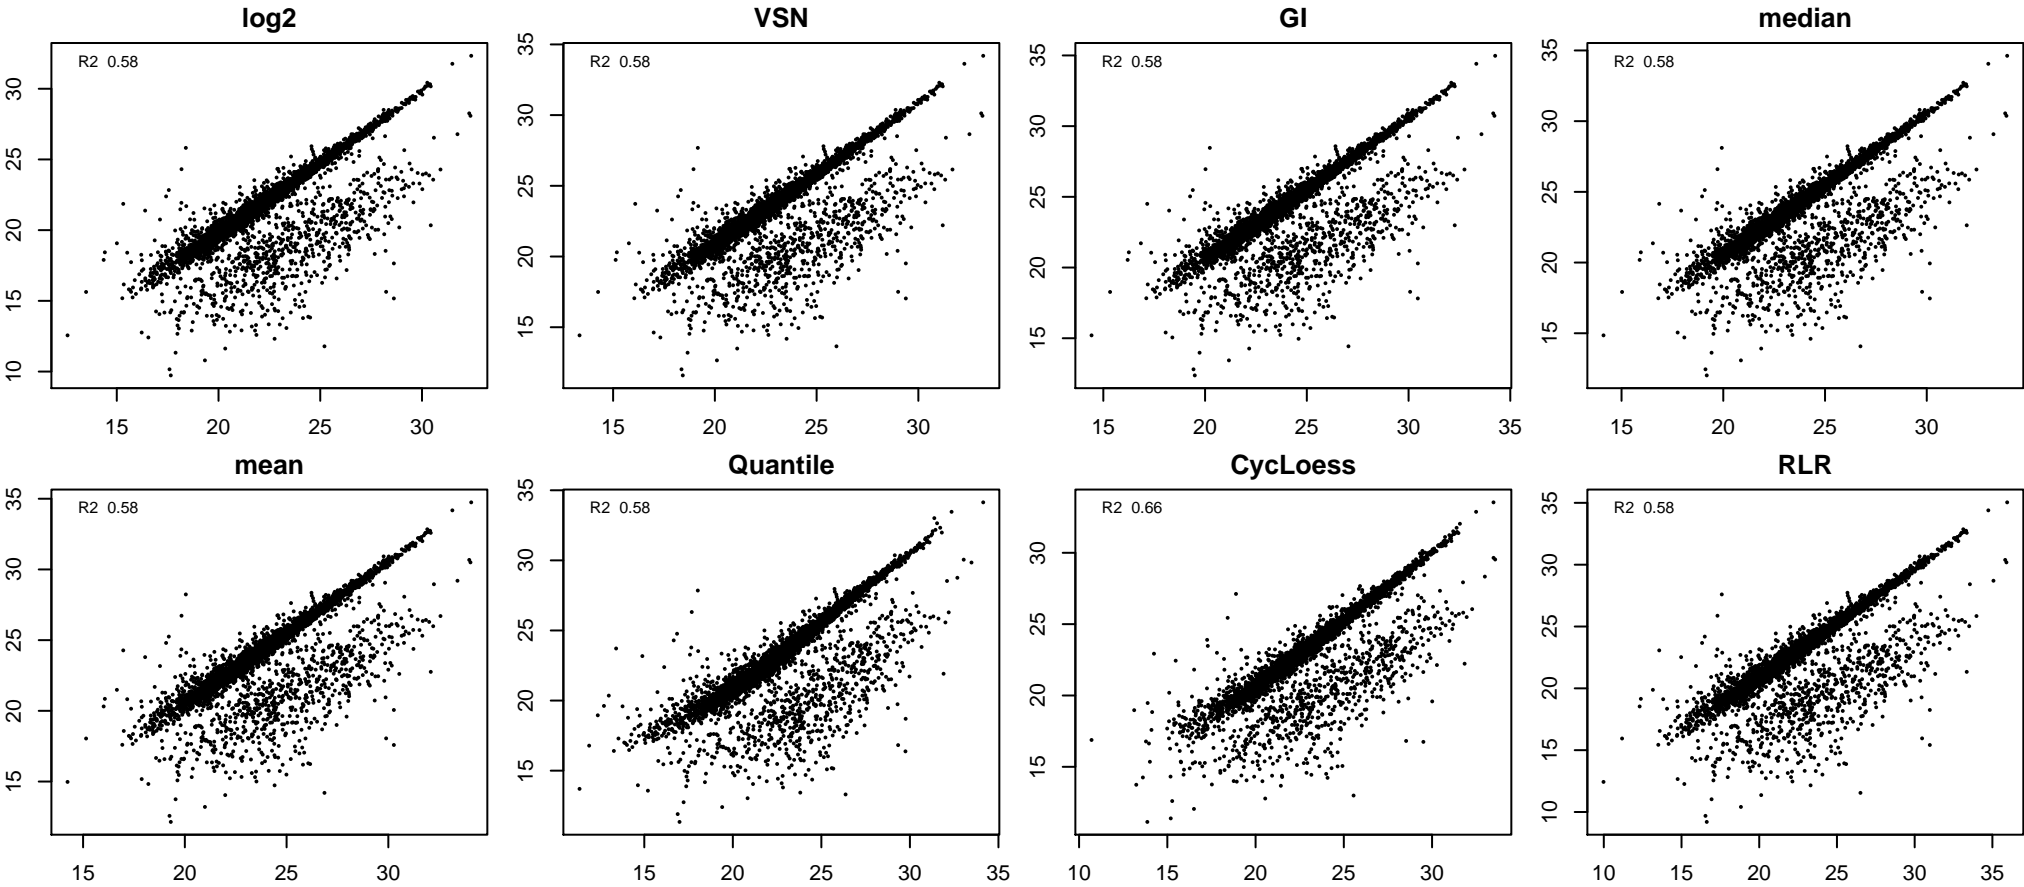 log2
VSN
GI
median
R2 0.58
R2 0.58
R2 0.58
R2 0.58
10 15 20 25 30
15 20 25 30 35
15 20 25 30 35
15 20 25 30 35
15 20 25 30
15 20 25 30
15 20 25 30 35
15 20 25 30
mean
Quantile
CycLoess
RLR
R2 0.58
R2 0.58
R2 0.66
R2 0.58
15 20 25 30 35
15 20 25 30 35
15 20 25 30
10 15 20 25 30 35
15 20 25 30
15 20 25 30 35
10 15 20 25 30
10 15 20 25 30 35